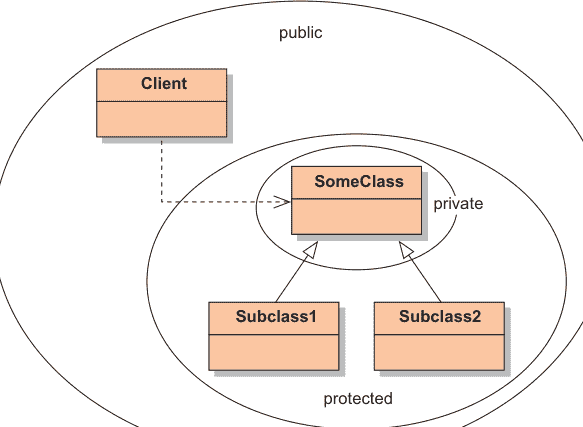 public
Client
SomeClass
private
Subclass1
Subclass2
protected